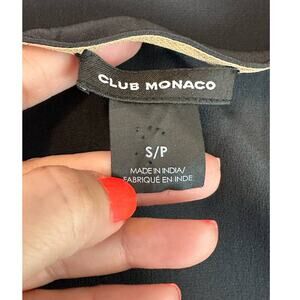 CLUB MONACO
S/P
MADE IN INDIA/
FABRIQUÉ EN INDE